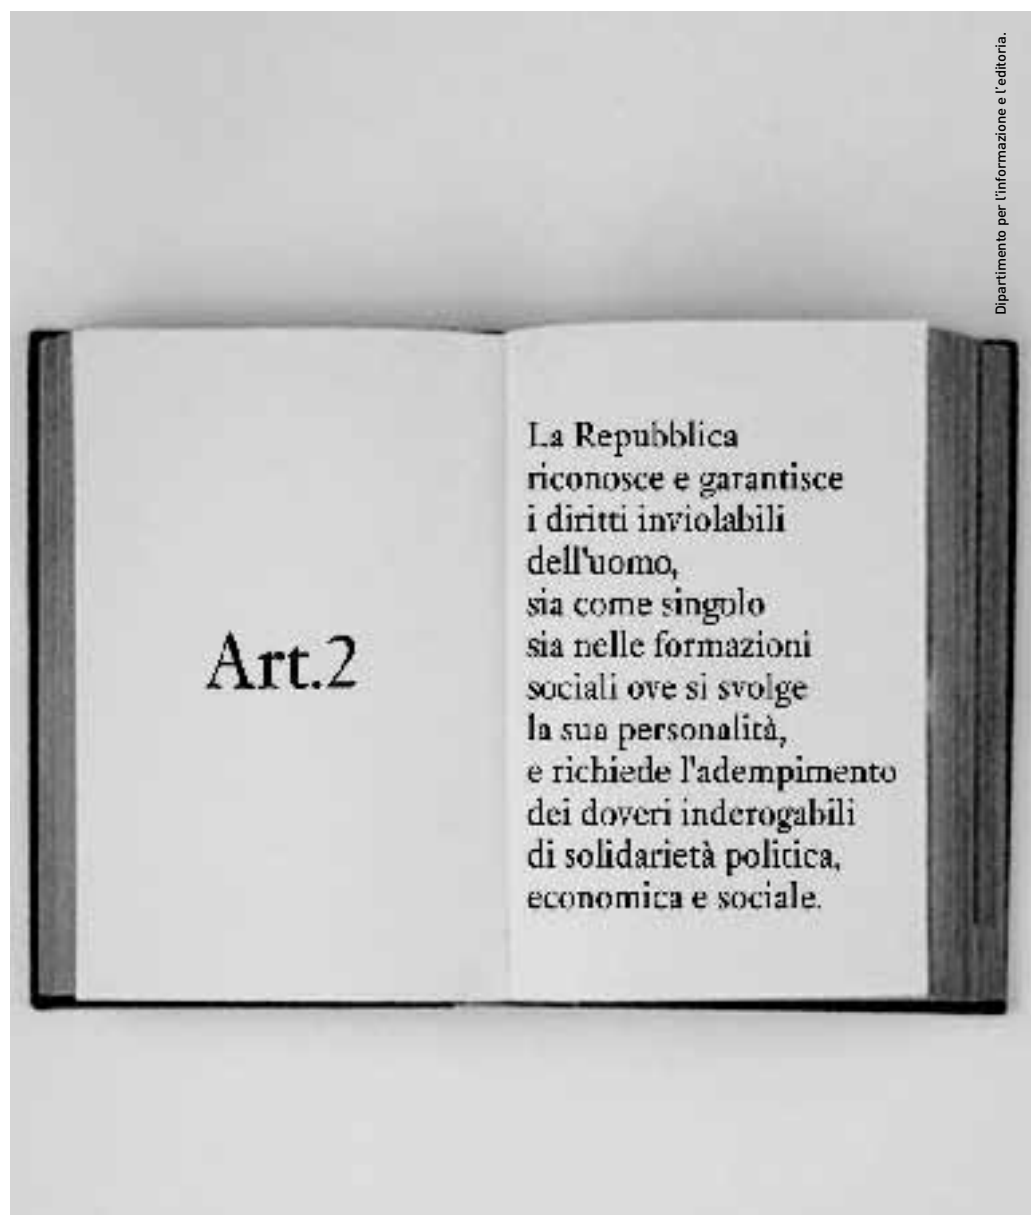 Dipartimento per l'informazione e l'editoria.
Art.2
La Repubblica
riconosce e garantisce
i diritti inviolabili
dell'uomo,
sia come singolo
sia nelle formazioni
sociali ove si svolge
la sua personalità,
e richiede l'adempimento
dei doveri inderogabili
di solidarietà politica,
economica e sociale.